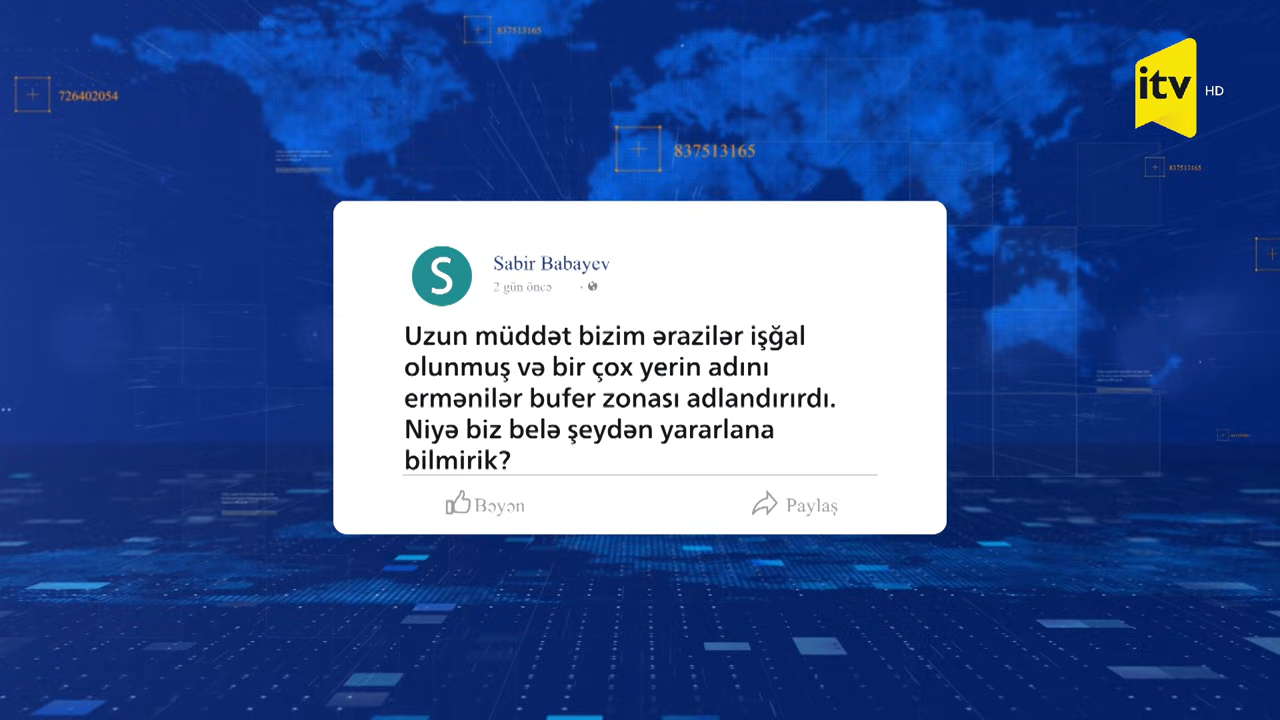 837513165
726402054
itv
HD
837513165
837513165
S
Sabir Babayev
2 gün öncə
Uzun müddət bizim ərazilər işğal
olunmuş və bir çox yerin adını
ermənilər bufer zonası adlandırırdı.
Niyə biz belə şeydən yararlana
bilmirik?
Bəyən
Paylaş